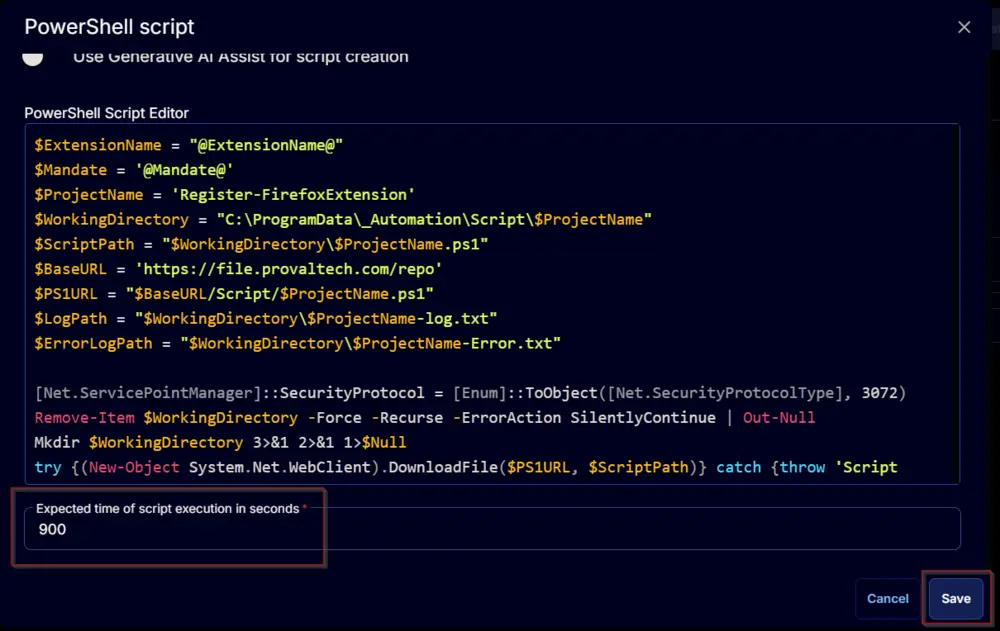 PowerShell script
Use Generative AI Assist for script creation
PowerShell Script Editor
$ExtensionName = "@ExtensionName@"
$Mandate = '@Mandate@'
$ProjectName = 'Register-FirefoxExtension'
$WorkingDirectory = "C:\ProgramData\_Automation\Script\$ProjectName"
$ScriptPath = "$WorkingDirectory\$ProjectName.ps1"
$BaseURL = 'https://file.provaltech.com/repo'
$PS1URL = "$BaseURL/Script/$ProjectName.ps1"
$LogPath = "$WorkingDirectory\$ProjectName-log.txt"
$ErrorLogPath = "$WorkingDirectory\$ProjectName-Error.txt"
[Net.ServicePointManager]::SecurityProtocol = [Enum]::ToObject([Net.SecurityProtocolType], 3072)
Remove-Item $WorkingDirectory -Force -Recurse -ErrorAction SilentlyContinue | Out-Null
Mkdir $WorkingDirectory 3>&1 2>&1 1>$Null
try {(New-Object System.Net.WebClient).DownloadFile($PS1URL, $ScriptPath)} catch {throw 'Script
Expected time of script execution in seconds *
900
Cancel
Save